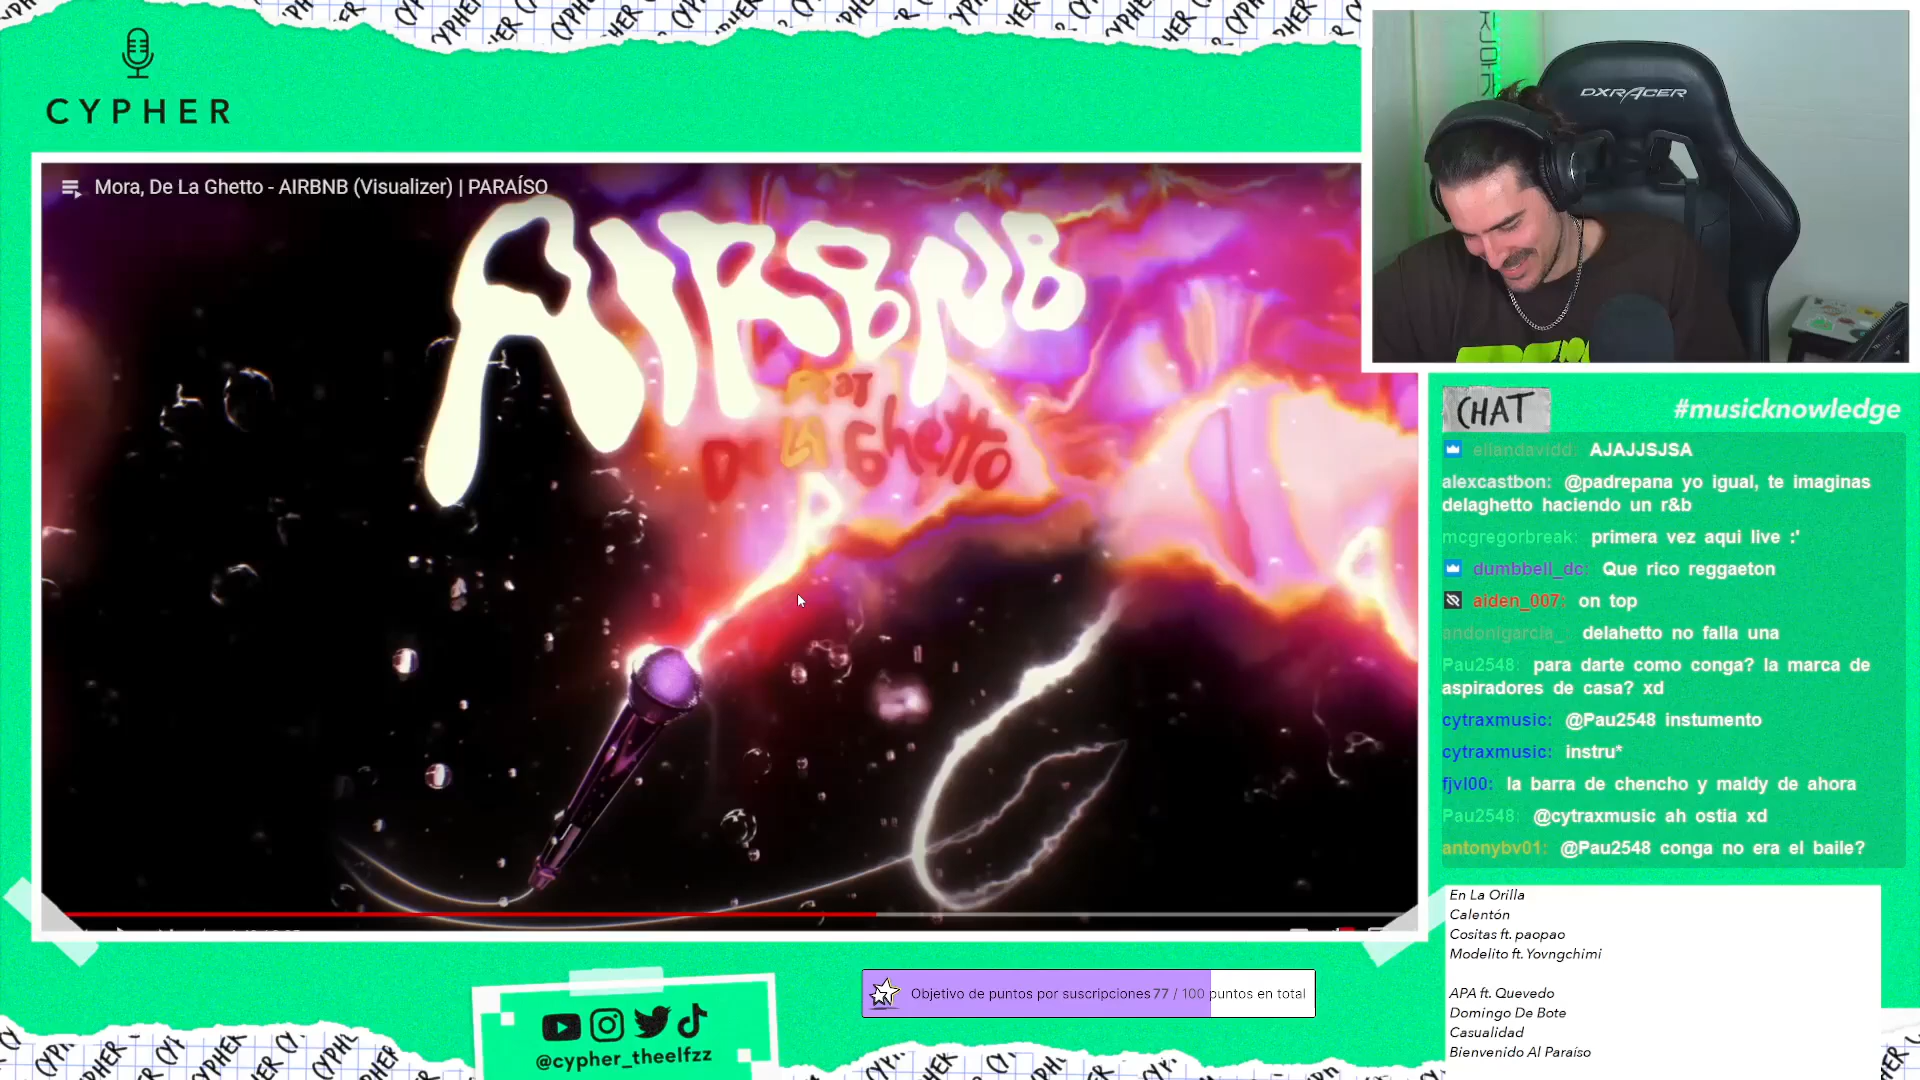 CYPHER
Mora, De La Ghetto - AIRBNB (Visualizer) | PARAÍSO
AIRBNB
FEAT
DE LA Ghetto
DXRACER
CHAT
#musicknowledge
eliandavidd: AJAJJSJSA
alexcastbon: @padrepana yo igual, te imaginas
delaghetto haciendo un r&b
mcgregorbreak: primera vez aqui live :'
dumbbell_dc: Que rico reggaeton
aiden_007: on top
andonigarcia_: delahetto no falla una
Pau2548: para darte como conga? la marca de
aspiradores de casa? xd
cytraxmusic: @Pau2548 instumento
cytraxmusic: instru*
fjvl00: la barra de chencho y maldy de ahora
Pau2548: @cytraxmusic ah ostia xd
antonybv01: @Pau2548 conga no era el baile?
En La Orilla
Calentón
Cositas ft. paopao
Modelito ft. Yovngchimi
APA ft. Quevedo
Domingo De Bote
Casualidad
Bienvenido Al Paraíso
Objetivo de puntos por suscripciones 77 / 100 puntos en total
@cypher_theelfzz